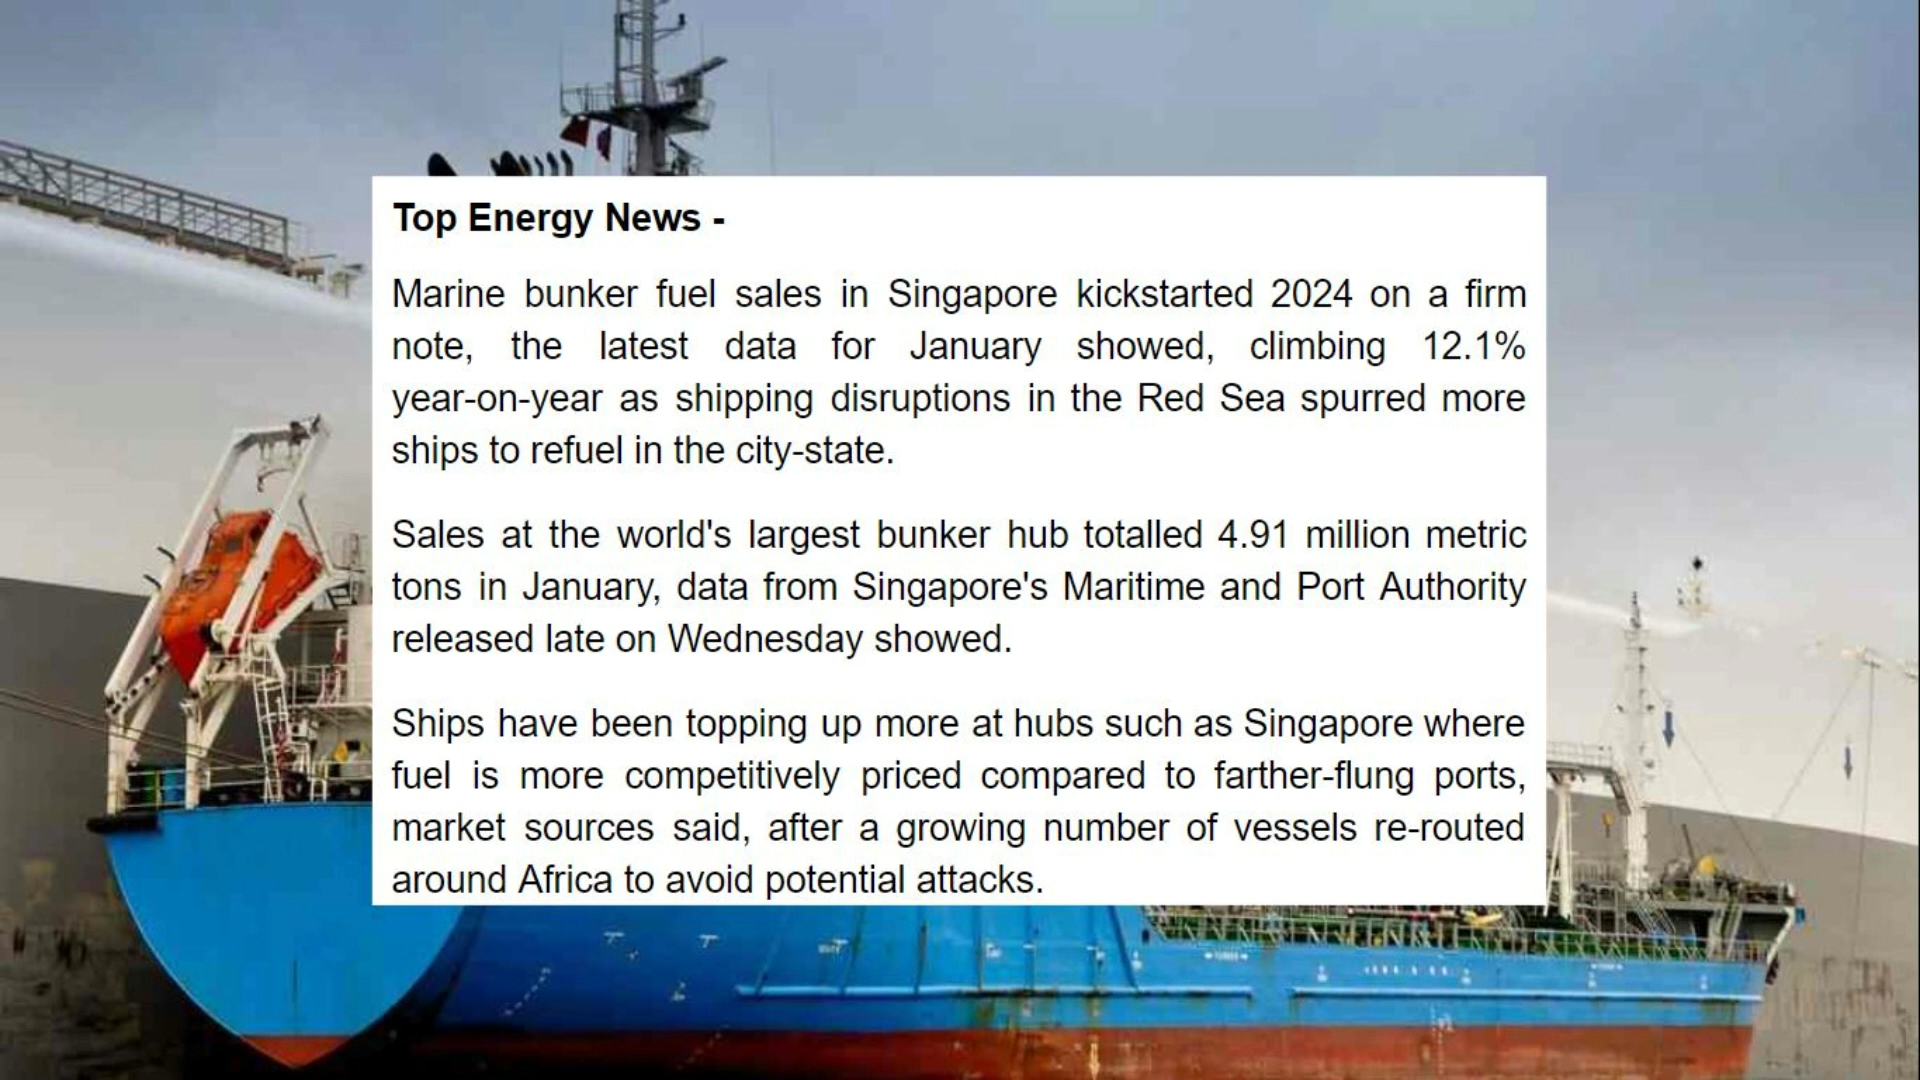 Top Energy News -
Marine bunker fuel sales in Singapore kickstarted 2024 on a firm
note, the latest data for January showed, climbing 12.1%
year-on-year as shipping disruptions in the Red Sea spurred more
ships to refuel in the city-state.
Sales at the world's largest bunker hub totalled 4.91 million metric
tons in January, data from Singapore's Maritime and Port Authority
released late on Wednesday showed.
Ships have been topping up more at hubs such as Singapore where
fuel is more competitively priced compared to farther-flung ports,
market sources said, after a growing number of vessels re-routed
around Africa to avoid potential attacks.